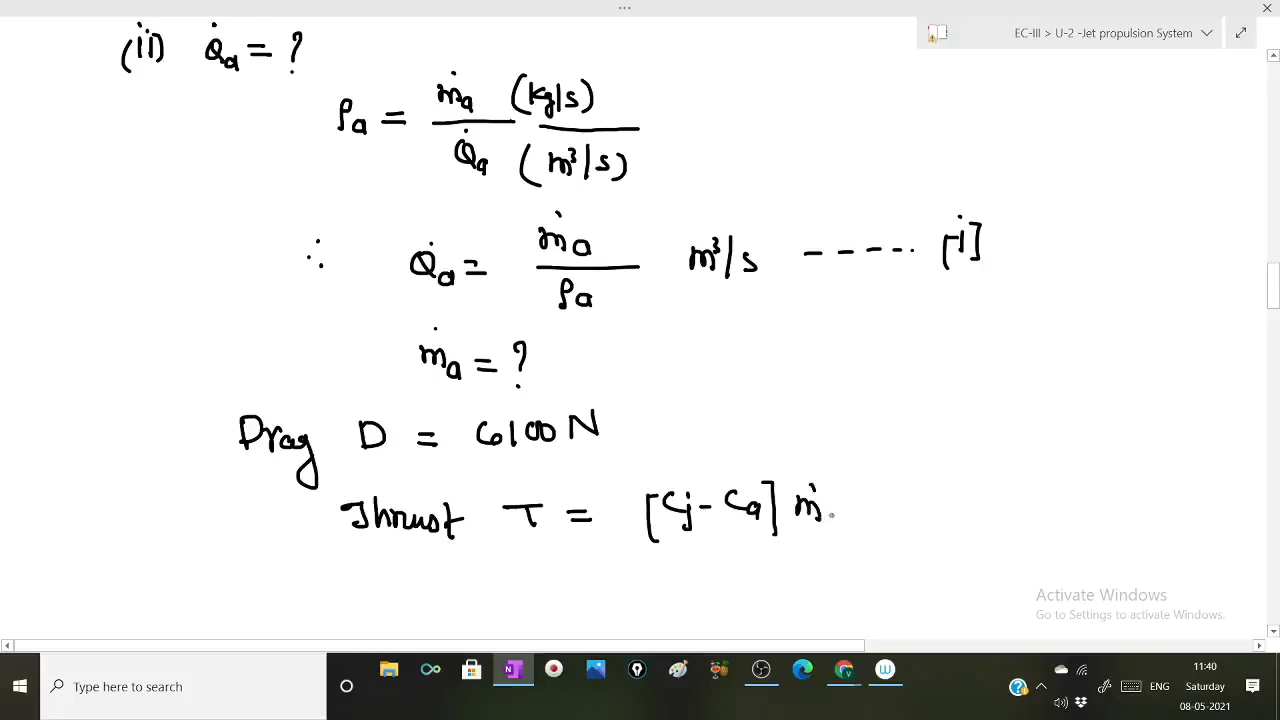 EC-III > U-2 -Jet propulsion System
(ii) Q̇a = ?
ρa = ṁa (kg/s) / Q̇a (m³/s)
∴ Q̇a = ṁa / ρa m³/s ----- [i]
ṁa = ?
Drag D = 6100 N
Thrust T = [Cj - Ca] ṁ
Activate Windows
Go to Settings to activate Windows.
Type here to search
ENG
11:40
Saturday
08-05-2021